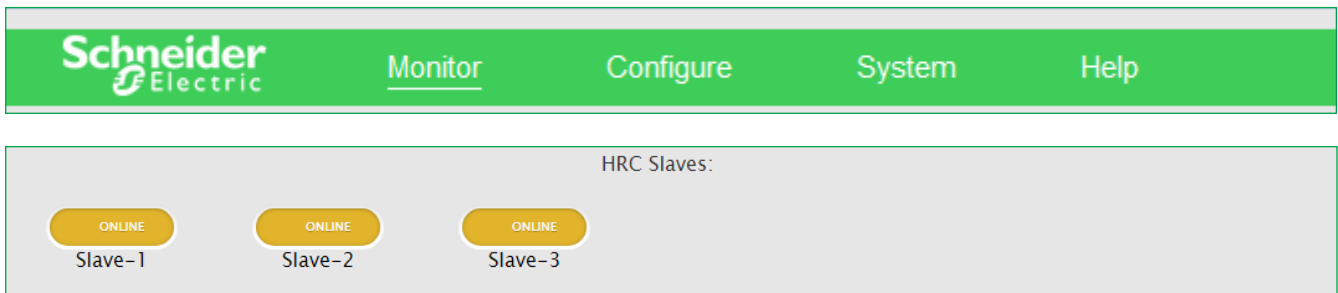 Schneider Electric Monitor Configure System Help
HRC Slaves:
ONLINE ONLINE ONLINE
Slave-1 Slave-2 Slave-3